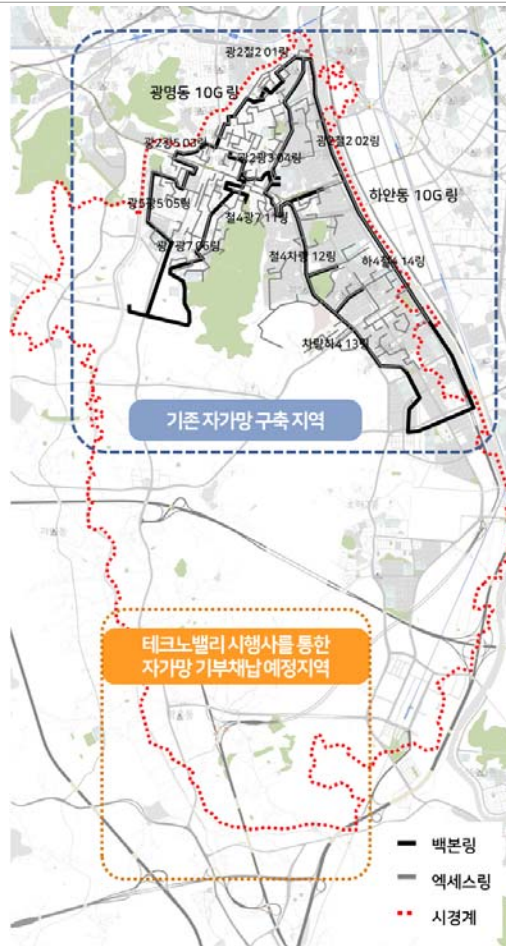 광2철2 01링
광명동 10G 링
광2광5 03링
광2철2 02링
광2광3 04링
하안동 10G 링
광5광5 05링
철4광7 11링
광7 06링
철4차량 12링
하4철4 14링
차량하4 13링
기존 자가망 구축 지역
테크노밸리 시행사를 통한
자가망 기부채납 예정지역
백본링
엑세스링
시경계